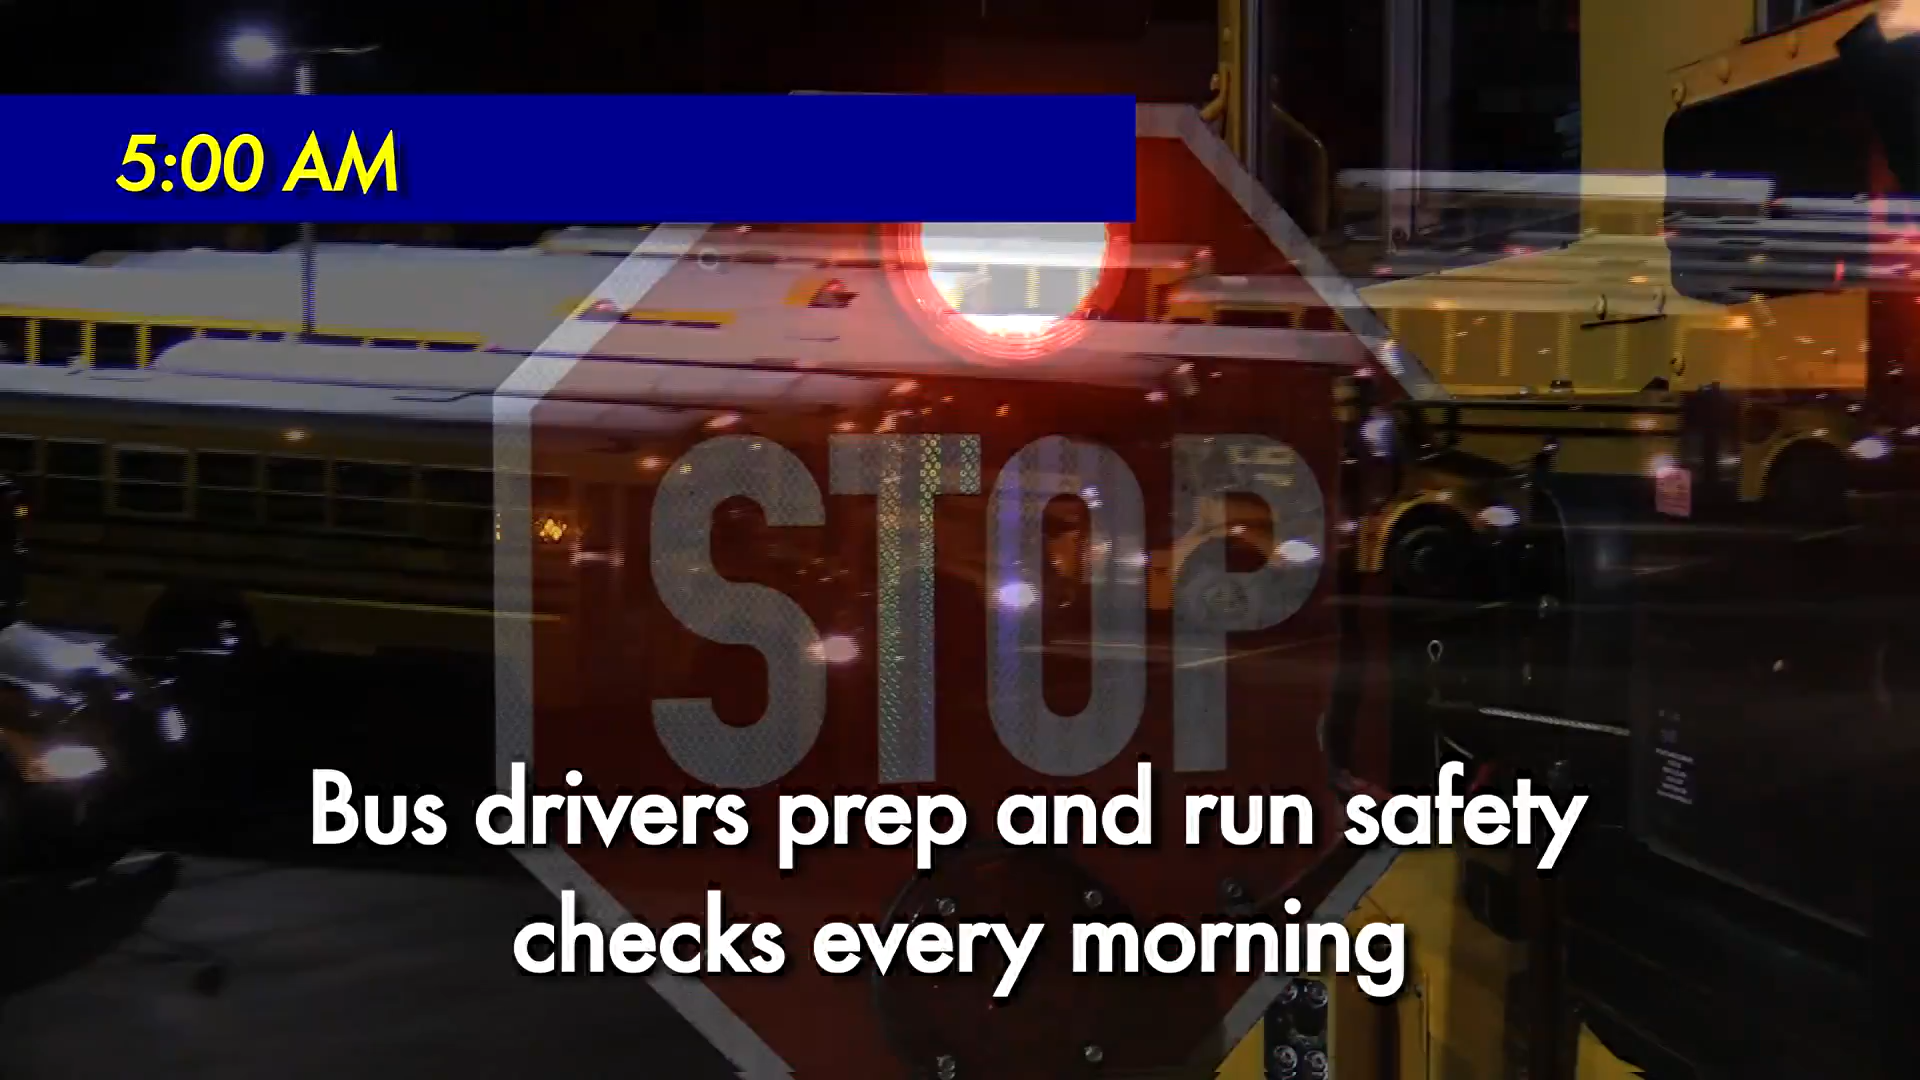 5:00 AM
STOP
Bus drivers prep and run safety
checks every morning